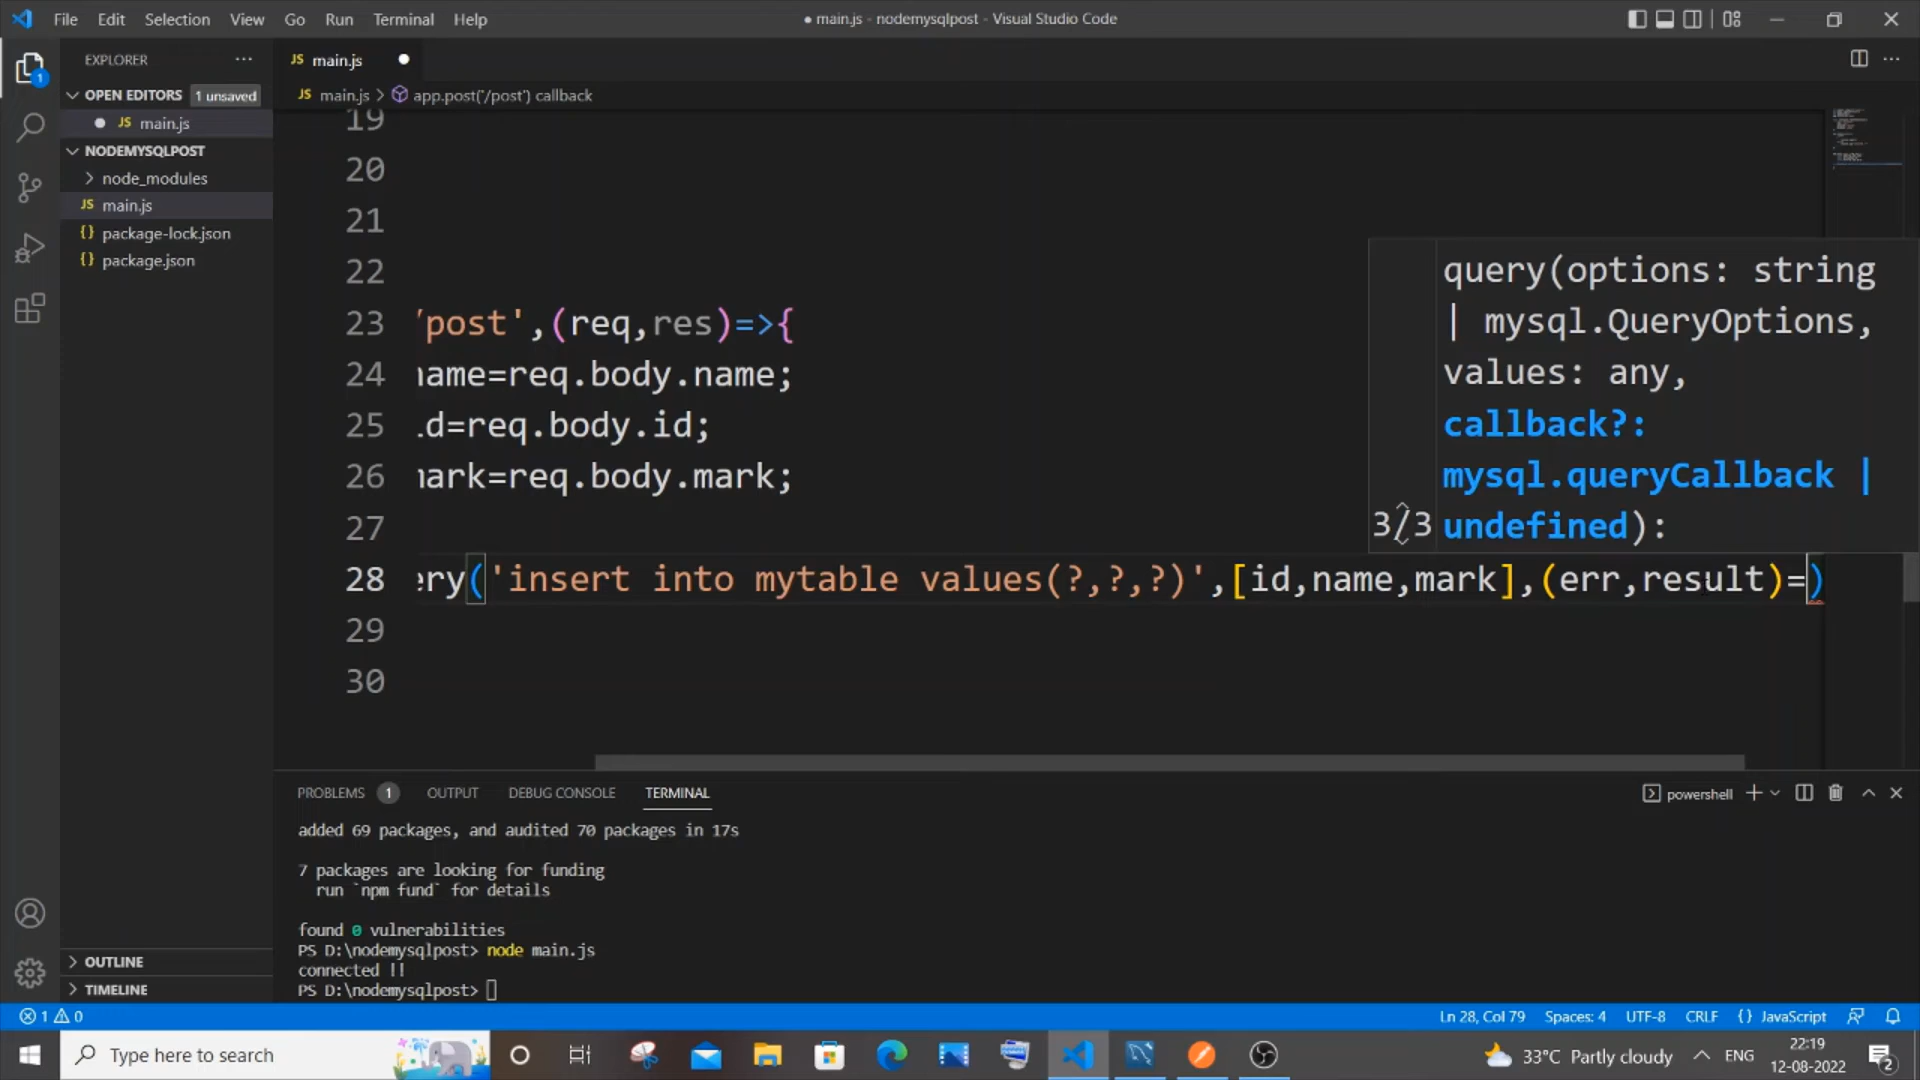 File Edit Selection View Go Run Terminal Help
● main.js - nodemysqlpost - Visual Studio Code
EXPLORER ...
1
OPEN EDITORS 1 unsaved
● JS main.js
NODEMYSQLPOST
> node_modules
JS main.js
{} package-lock.json
{} package.json
OUTLINE
TIMELINE
JS main.js ●
JS main.js > app.post('/post') callback
19
20
21
22
23 'post',(req,res)=>{
24 name=req.body.name;
25 id=req.body.id;
26 mark=req.body.mark;
27
28 ery('insert into mytable values(?,?,?)',[id,name,mark],(err,result)=)
29
30
query(options: string
| mysql.QueryOptions,
values: any,
callback?:
mysql.queryCallback |
3/3 undefined):
PROBLEMS 1 OUTPUT DEBUG CONSOLE TERMINAL
powershell
added 69 packages, and audited 70 packages in 17s
7 packages are looking for funding
run `npm fund` for details
found 0 vulnerabilities
PS D:\nodemysqlpost> node main.js
connected !!
PS D:\nodemysqlpost>
1 0
Ln 28, Col 79 Spaces: 4 UTF-8 CRLF {} JavaScript
Type here to search
33°C Partly cloudy ENG
22:19
12-08-2022
2